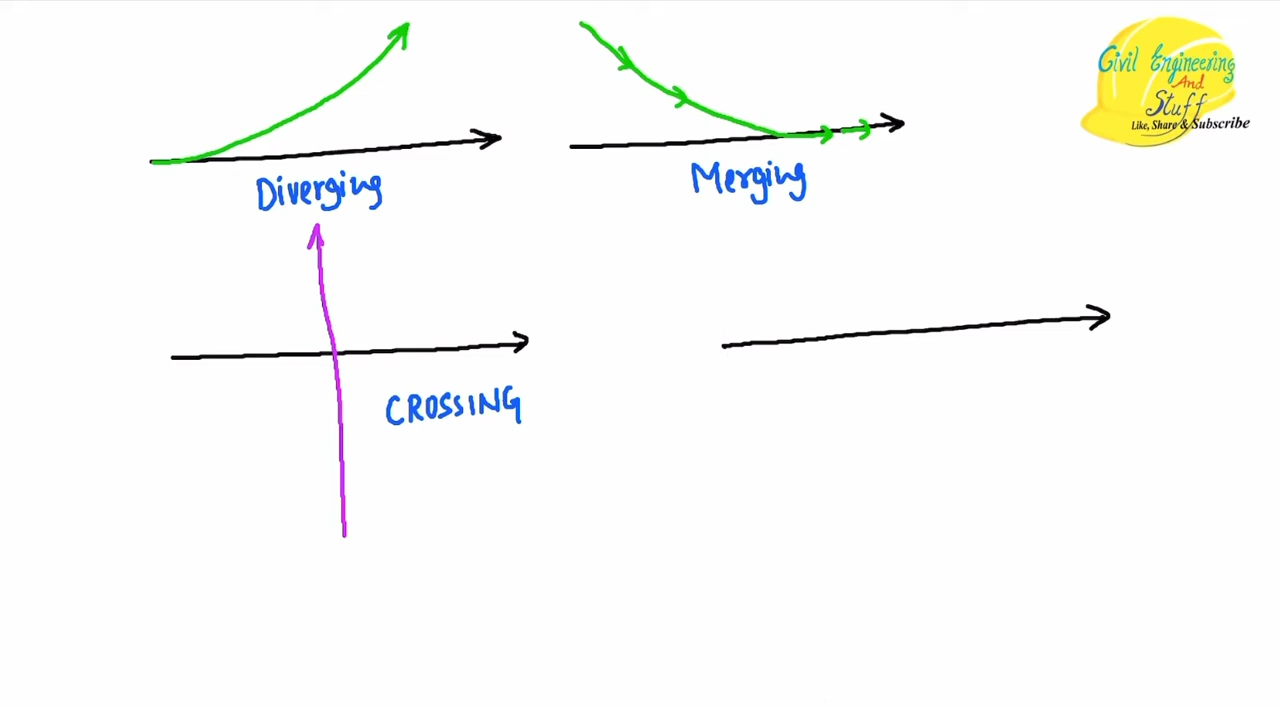 Civil Engineering
And
Stuff
Like, Share & Subscribe
Diverging
Merging
CROSSING